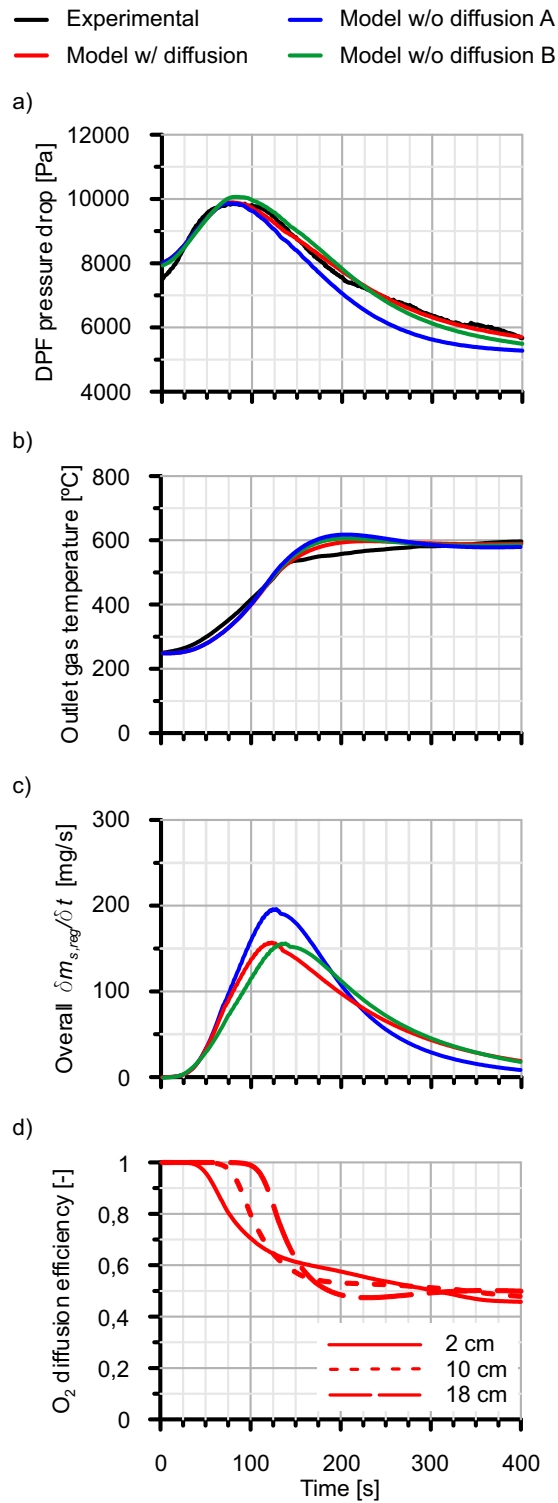 Experimental
Model w/o diffusion A
Model w/ diffusion
Model w/o diffusion B
a)
DPF pressure drop [Pa]
12000
10000
8000
6000
4000
b)
Outlet gas temperature [ºC]
800
600
400
200
0
c)
Overall δm_{s,reg}/δt [mg/s]
300
200
100
0
d)
O₂ diffusion efficiency [-]
1
0,8
0,6
0,4
0,2
0
2 cm
10 cm
18 cm
0 100 200 300 400
Time [s]